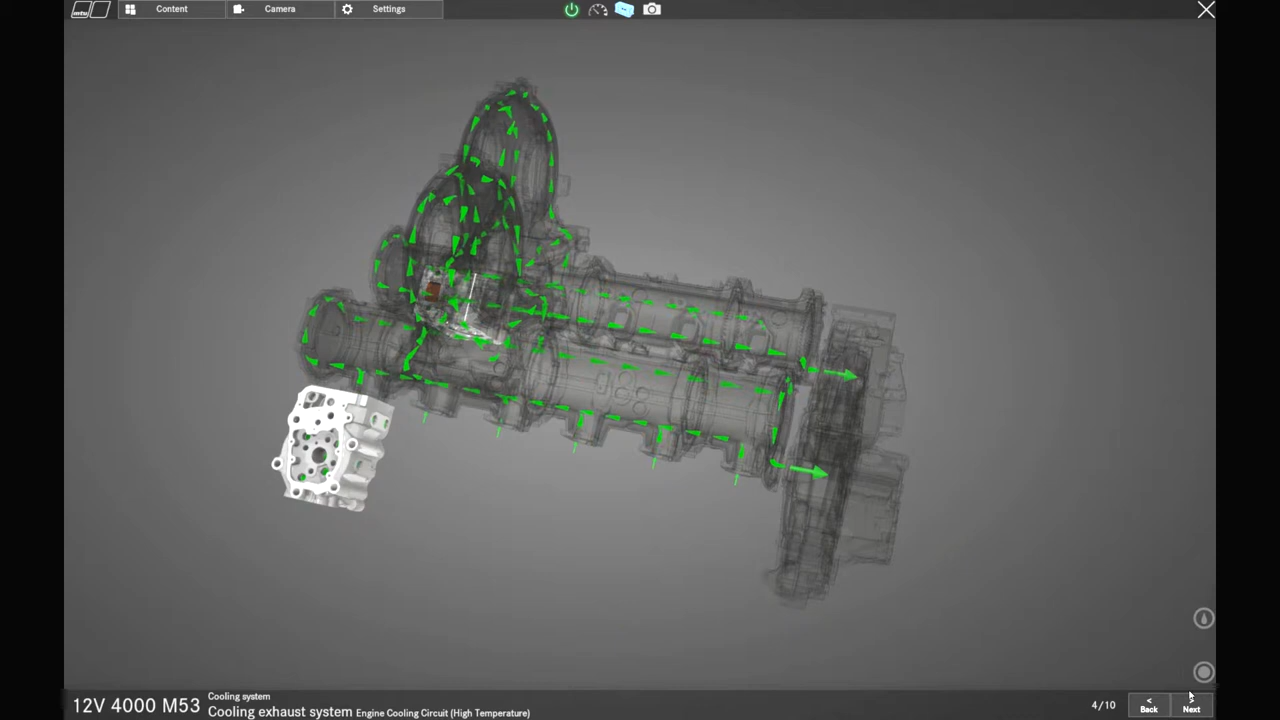 mtu
Content
Camera
Settings
12V 4000 M53
Cooling system
Cooling exhaust system Engine Cooling Circuit (High Temperature)
4/10
< Back
> Next